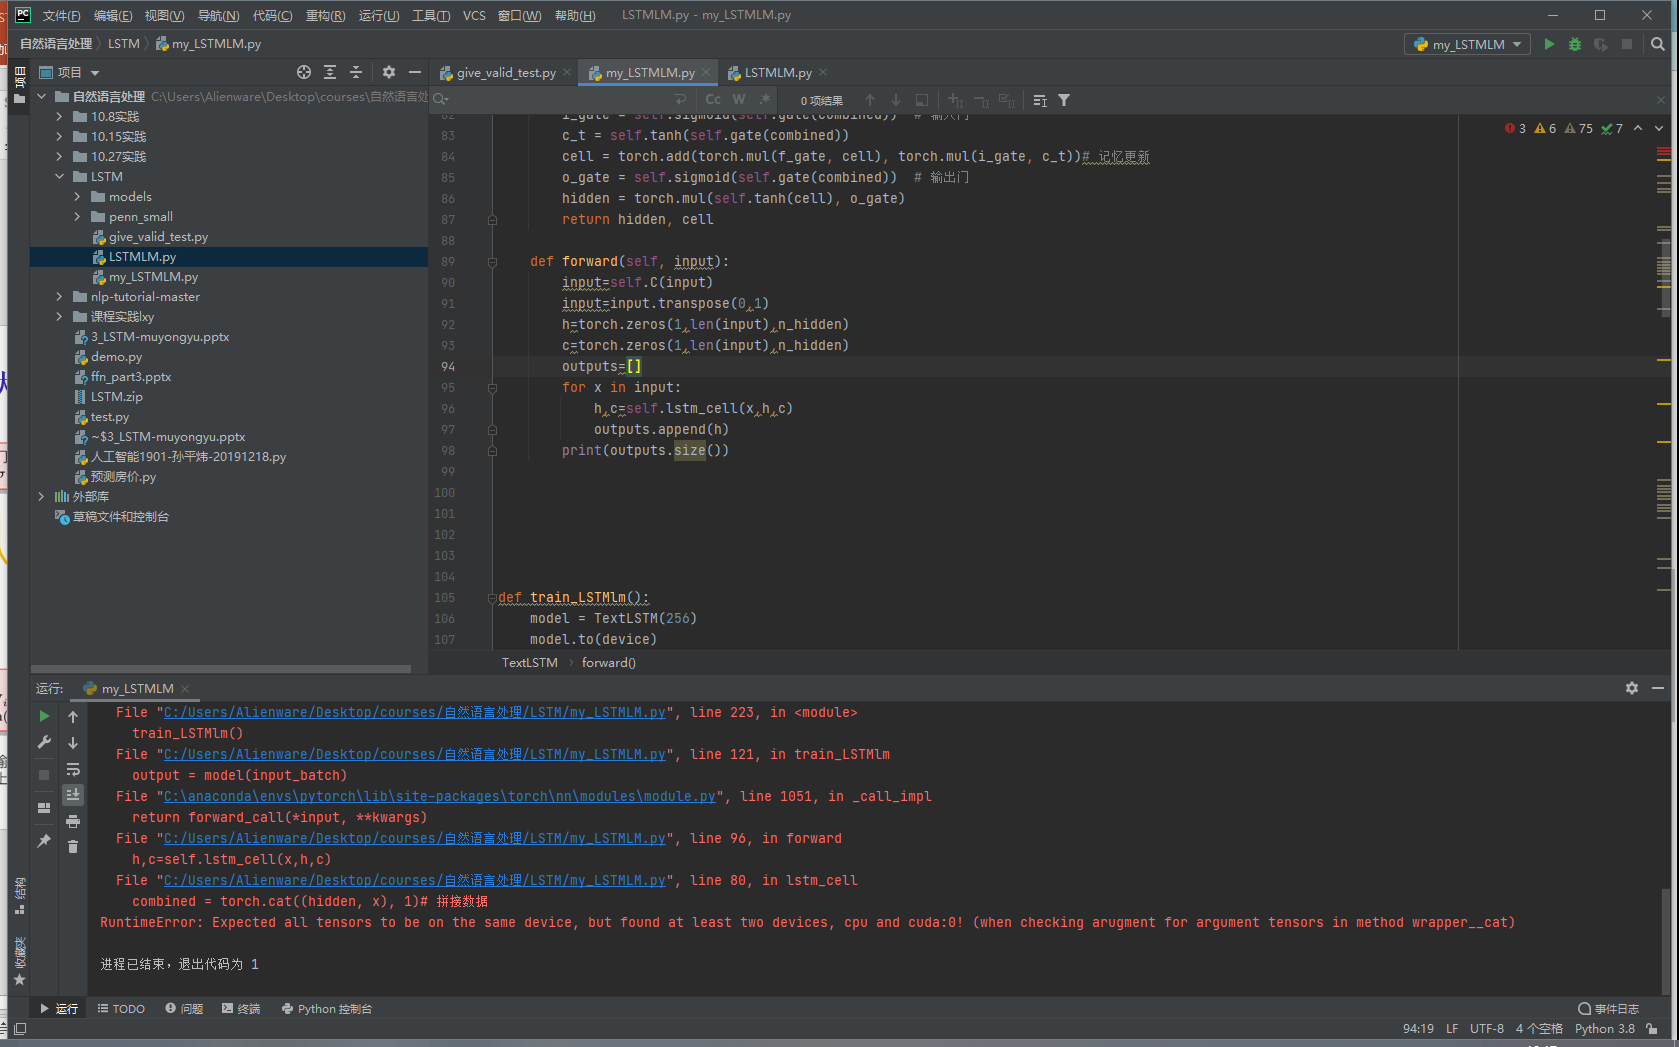 文件(F) 编辑(E) 视图(V) 导航(N) 代码(C) 重构(R) 运行(U) 工具(T) VCS 窗口(W) 帮助(H) LSTMLM.py - my_LSTMLM.py
自然语言处理 LSTM my_LSTMLM.py
my_LSTMLM
项目
give_valid_test.py my_LSTMLM.py LSTMLM.py
Cc W .* 0 项结果
3 6 75 7
自然语言处理 C:\Users\Alienware\Desktop\courses\自然语言处
10.8实践
10.15实践
10.27实践
LSTM
models
penn_small
give_valid_test.py
LSTMLM.py
my_LSTMLM.py
nlp-tutorial-master
课程实践lxy
3_LSTM-muyongyu.pptx
demo.py
ffn_part3.pptx
LSTM.zip
test.py
~$3_LSTM-muyongyu.pptx
人工智能1901-孙平炜-20191218.py
预测房价.py
外部库
草稿文件和控制台
82 i_gate = self.sigmoid(self.gate(combined)) # 输入门
83 c_t = self.tanh(self.gate(combined))
84 cell = torch.add(torch.mul(f_gate, cell), torch.mul(i_gate, c_t))# 记忆更新
85 o_gate = self.sigmoid(self.gate(combined)) # 输出门
86 hidden = torch.mul(self.tanh(cell), o_gate)
87 return hidden, cell
88
89 def forward(self, input):
90 input=self.C(input)
91 input=input.transpose(0,1)
92 h=torch.zeros(1,len(input),n_hidden)
93 c=torch.zeros(1,len(input),n_hidden)
94 outputs=[]
95 for x in input:
96 h,c=self.lstm_cell(x,h,c)
97 outputs.append(h)
98 print(outputs.size())
99
100
101
102
103
104
105 def train_LSTMlm():
106 model = TextLSTM(256)
107 model.to(device)
TextLSTM forward()
运行: my_LSTMLM
File "C:/Users/Alienware/Desktop/courses/自然语言处理/LSTM/my_LSTMLM.py", line 223, in <module>
train_LSTMlm()
File "C:/Users/Alienware/Desktop/courses/自然语言处理/LSTM/my_LSTMLM.py", line 121, in train_LSTMlm
output = model(input_batch)
File "C:\anaconda\envs\pytorch\lib\site-packages\torch\nn\modules\module.py", line 1051, in _call_impl
return forward_call(*input, **kwargs)
File "C:/Users/Alienware/Desktop/courses/自然语言处理/LSTM/my_LSTMLM.py", line 96, in forward
h,c=self.lstm_cell(x,h,c)
File "C:/Users/Alienware/Desktop/courses/自然语言处理/LSTM/my_LSTMLM.py", line 80, in lstm_cell
combined = torch.cat((hidden, x), 1)# 拼接数据
RuntimeError: Expected all tensors to be on the same device, but found at least two devices, cpu and cuda:0! (when checking arugment for argument tensors in method wrapper__cat)
进程已结束，退出代码为 1
项目
结构
收藏夹
运行 TODO 问题 终端 Python 控制台 事件日志
94:19 LF UTF-8 4 个空格 Python 3.8